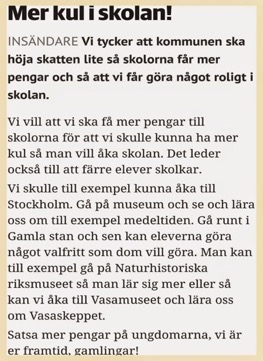 Mer kul i skolan!
INSÄNDARE Vi tycker att kommunen ska
höja skatten lite så skolorna får mer
pengar och så att vi får göra något roligt i
skolan.
Vi vill att vi ska få mer pengar till
skolorna för att vi skulle kunna ha mer
kul så man vill åka skolan. Det leder
också till att färre elever skolkar.
Vi skulle till exempel kunna åka till
Stockholm. Gå på museum och se och lära
oss om till exempel medeltiden. Gå runt i
Gamla stan och sen kan eleverna göra
något valfritt som dom vill göra. Man kan
till exempel gå på Naturhistoriska
riksmuseet så man lär sig mer eller så
kan vi åka till Vasamuseet och lära oss
om Vasaskeppet.
Satsa mer pengar på ungdomarna, vi är
er framtid, gamlingar!